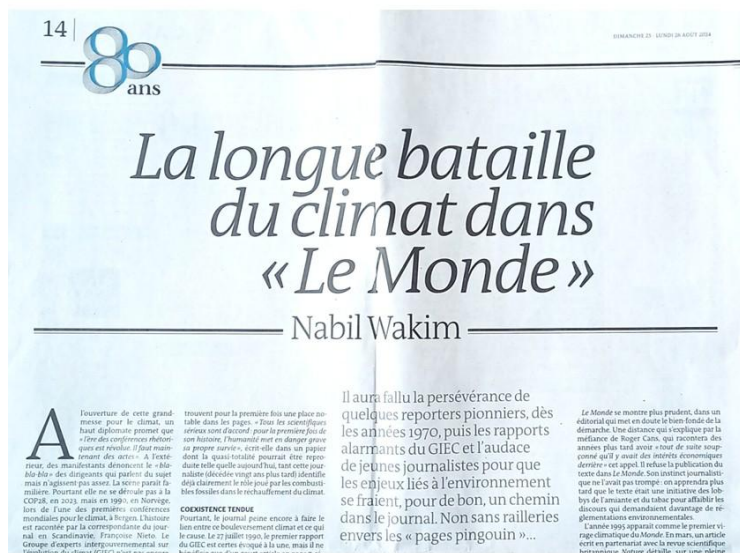 14
80
ans
DIMANCHE 25 - LUNDI 26 AOÛT 2024
La longue bataille
du climat dans
« Le Monde »
Nabil Wakim
A l'ouverture de cette grand-
messe pour le climat, un
haut diplomate promet que
« l'ère des conférences rhétori-
ques est révolue. Il faut main-
tenant des actes ». A l'exté-
rieur, des manifestants dénoncent le « bla-
bla-bla » des dirigeants qui parlent du sujet
mais n'agissent pas assez. La scène paraît fa-
milière. Pourtant elle ne se déroule pas à la
COP28, en 2023, mais en 1990, en Norvège,
lors de l'une des premières conférences
mondiales pour le climat, à Bergen. L'histoire
est racontée par la correspondante du jour-
nal en Scandinavie, Françoise Nieto. Le
Groupe d'experts intergouvernemental sur
l'évolution du climat (GIEC) n'est pas encore
trouvent pour la première fois une place no-
table dans les pages. « Tous les scientifiques
sérieux sont d'accord : pour la première fois de
son histoire, l'humanité met en danger grave
sa propre survie », écrit-elle dans un papier
dont la quasi-totalité pourrait être repro-
duite telle quelle aujourd'hui, tant cette jour-
naliste (décédée vingt ans plus tard) identifie
déjà clairement le rôle joué par les combusti-
bles fossiles dans le réchauffement du climat.
COEXISTENCE TENDUE
Pourtant, le journal peine encore à faire le
lien entre ce bouleversement climat et ce qui
le cause. Le 27 juillet 1990, le premier rapport
du GIEC est certes évoqué à la une, mais il ne
Il aura fallu la persévérance de
quelques reporters pionniers, dès
les années 1970, puis les rapports
alarmants du GIEC et l'audace
de jeunes journalistes pour que
les enjeux liés à l'environnement
se fraient, pour de bon, un chemin
dans le journal. Non sans railleries
envers les « pages pingouin »...
Le Monde se montre plus prudent, dans un
éditorial qui met en doute le bien fondé de la
démarche. Une distance qui s'explique par la
méfiance de Roger Cans, qui racontera des
années plus tard avoir « tout de suite soup-
çonné qu'il y avait des intérêts économiques
derrière » cet appel. Il refuse la publication du
texte dans Le Monde. Son instinct journalisti-
que ne l'avait pas trompé : on apprendra plus
tard que le texte était une initiative des lob-
bys de l'amiante et du tabac pour affaiblir les
discours qui demandaient davantage de ré-
glementations environnementales.
L'année 1995 apparaît comme le premier vi-
rage climatique du Monde. En mars, un article
écrit en partenariat avec la revue scientifique
britannique Nature détaille sur une pleine